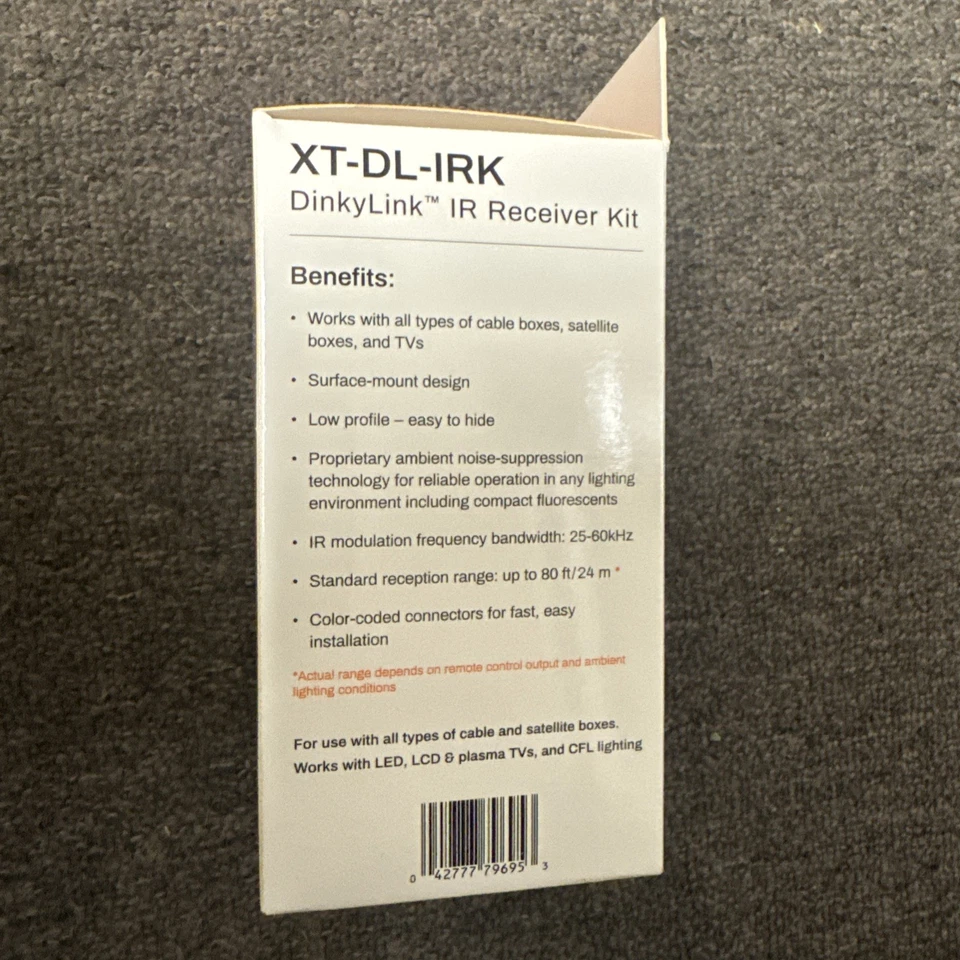 XT-DL-IRK
DinkyLink™ IR Receiver Kit
Benefits:
• Works with all types of cable boxes, satellite
boxes, and TVs
• Surface-mount design
• Low profile – easy to hide
• Proprietary ambient noise-suppression
technology for reliable operation in any lighting
environment including compact fluorescents
• IR modulation frequency bandwidth: 25-60kHz
• Standard reception range: up to 80 ft/24 m *
• Color-coded connectors for fast, easy
installation
*Actual range depends on remote control output and ambient
lighting conditions
For use with all types of cable and satellite boxes.
Works with LED, LCD & plasma TVs, and CFL lighting
0 42777 79695 3